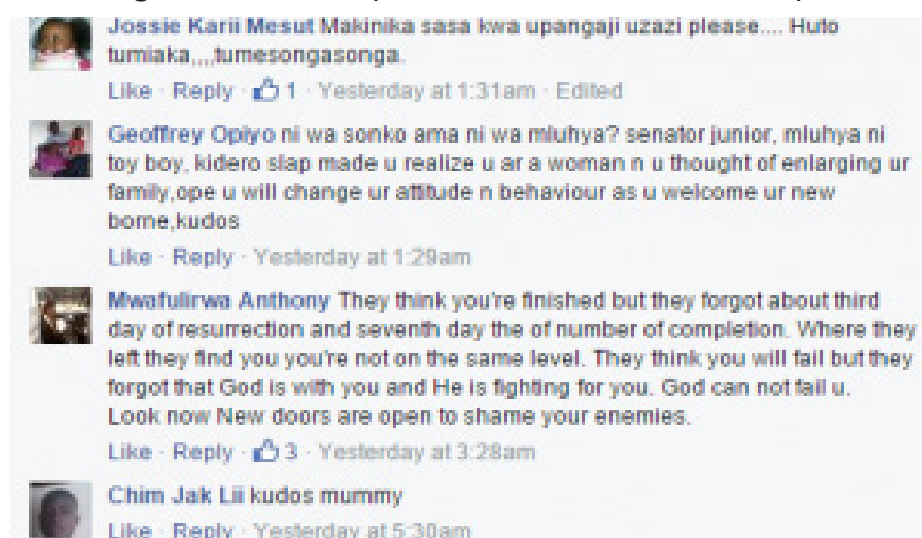 Jossie Karii Mesut Makinika sasa kwa upangaji uzazi please.... Huto
tumiaka,,,,tumesongasonga.
Like · Reply · 1 · Yesterday at 1:31am · Edited
Geoffrey Opiyo ni wa sonko ama ni wa mluhya? senator junior, mluhya ni
toy boy, kidero slap made u realize u ar a woman n u thought of enlarging ur
family,ope u will change ur attitude n behaviour as u welcome ur new
borne,kudos
Like · Reply · Yesterday at 1:29am
Mwafulirwa Anthony They think you're finished but they forgot about third
day of resurrection and seventh day the of number of completion. Where they
left they find you you're not on the same level. They think you will fail but they
forgot that God is with you and He is fighting for you. God can not fail u.
Look now New doors are open to shame your enemies.
Like · Reply · 3 · Yesterday at 3:28am
Chim Jak Lii kudos mummy
Like · Reply · Yesterday at 5:30am